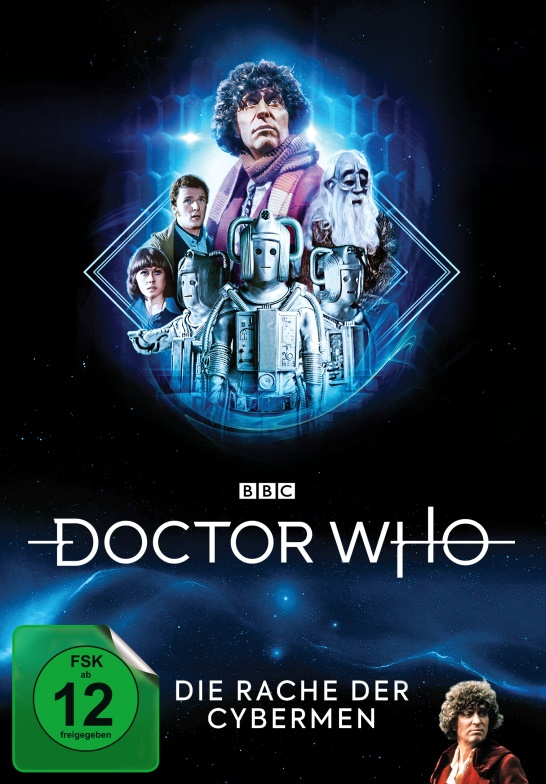 BBC
DOCTOR WHO
FSK
ab
12
freigegeben
DIE RACHE DER
CYBERMEN